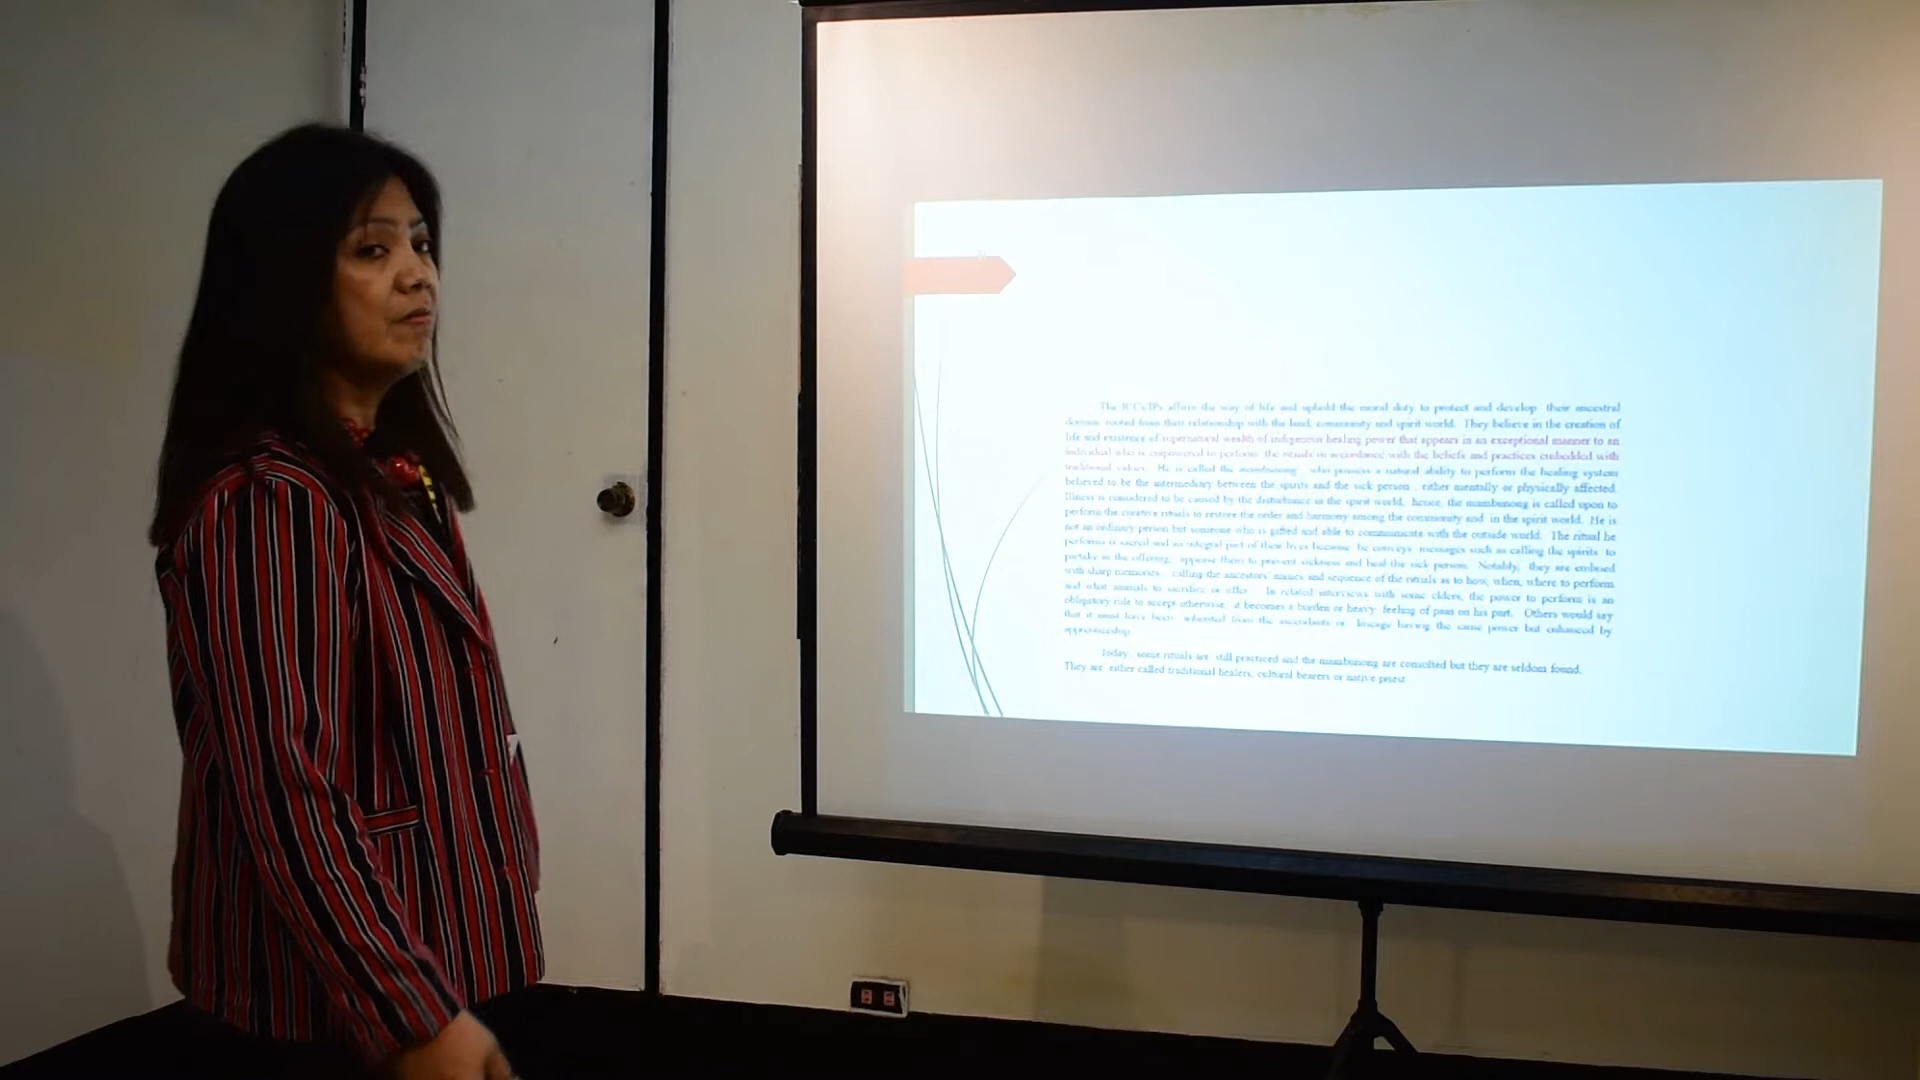 The ICCs/IPs affirm the way of life and uphold the moral duty to protect and develop their ancestral
domain rooted from their relationship with the land, community and spirit world. They believe in the creation of
life and existence of supernatural wealth of indigenous healing power that appears in an exceptional manner to an
individual who is empowered to perform the rituals in accordance with the beliefs and practices embedded with
traditional values. He is called the mambunong , who possess a natural ability to perform the healing system
believed to be the intermediary between the spirits and the sick person , either mentally or physically affected.
Illness is considered to be caused by the disturbance in the spirit world, hence, the mambunong is called upon to
perform the curative rituals to restore the order and harmony among the community and in the spirit world. He is
not an ordinary person but someone who is gifted and able to communicate with the outside world. The ritual he
performs is sacred and an integral part of their lives because he conveys messages such as calling the spirits to
partake in the offering, appease them to prevent sickness and heal the sick person. Notably, they are
with sharp memories, calling the ancestors' names and sequence of the rituals as to how, when, where to perform
and what animals to sacrifice or offer. In related interviews with some elders, the power to perform is an
obligatory rule to accept otherwise, it becomes a burden or heavy feeling of pain on his part. Others would say
that it must have been inherited from the ascendants or lineage having the same power but enhanced by
apprenticeship.
Today, some rituals are still practiced and the mambunong are consulted but they are seldom found.
They are either called traditional healers, cultural bearers or native priest